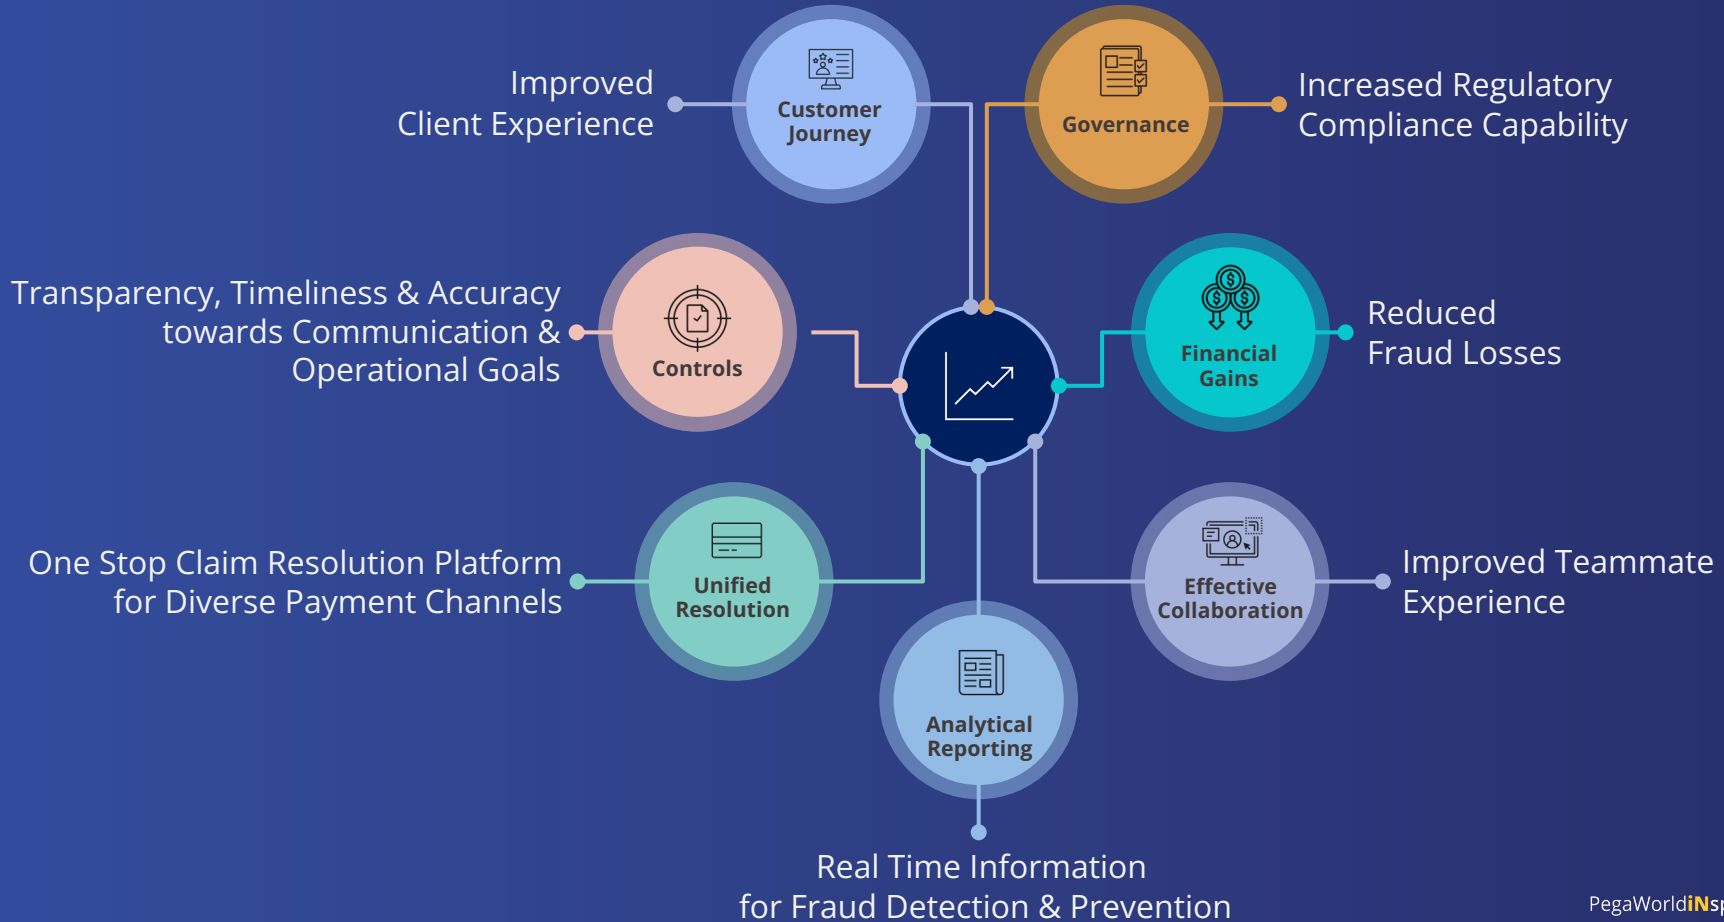 Improved
Client Experience
Customer
Journey
Governance
Increased Regulatory
Compliance Capability
Transparency, Timeliness & Accuracy
towards Communication &
Operational Goals
Controls
$
$ $
Financial
Gains
Reduced
Fraud Losses
One Stop Claim Resolution Platform
for Diverse Payment Channels
Unified
Resolution
Effective
Collaboration
Improved Teammate
Experience
Analytical
Reporting
Real Time Information
for Fraud Detection & Prevention
PegaWorldiNsp